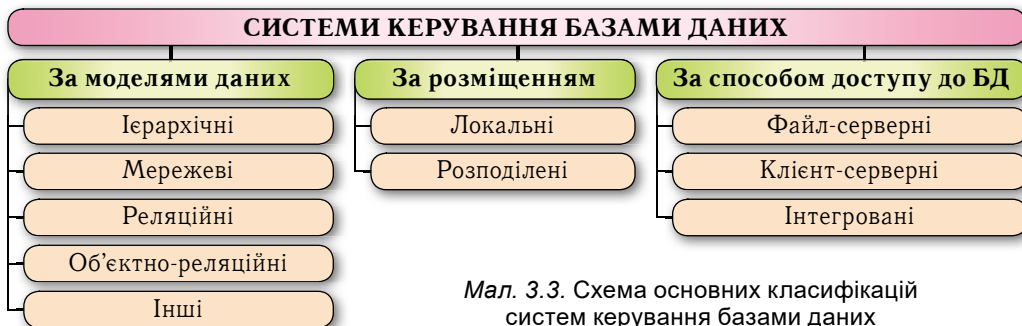 СИСТЕМИ КЕРУВАННЯ БАЗАМИ ДАНИХ
За моделями даних
Ієрархічні
Мережеві
Реляційні
Об’єктно-реляційні
Інші
За розміщенням
Локальні
Розподілені
За способом доступу до БД
Файл-серверні
Клієнт-серверні
Інтегровані
Мал. 3.3. Схема основних класифікацій
систем керування базами даних